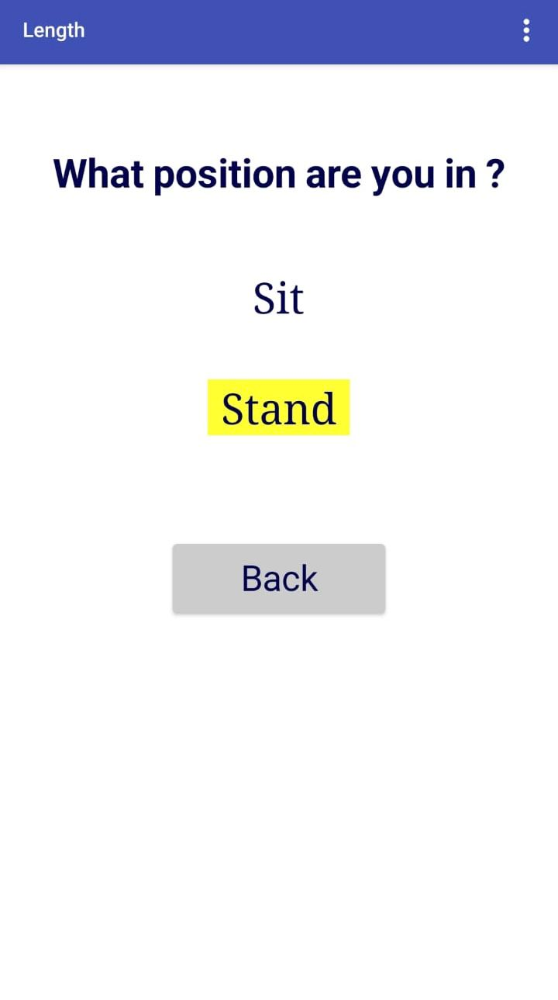 Length
What position are you in ?
Sit
Stand
Back